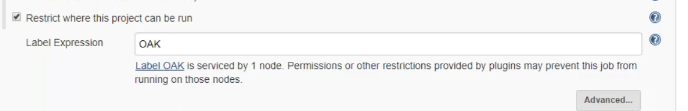 Restrict where this project can be run
Label Expression
OAK
Label OAK is serviced by 1 node. Permissions or other restrictions provided by plugins may prevent this job from
running on those nodes.
Advanced...